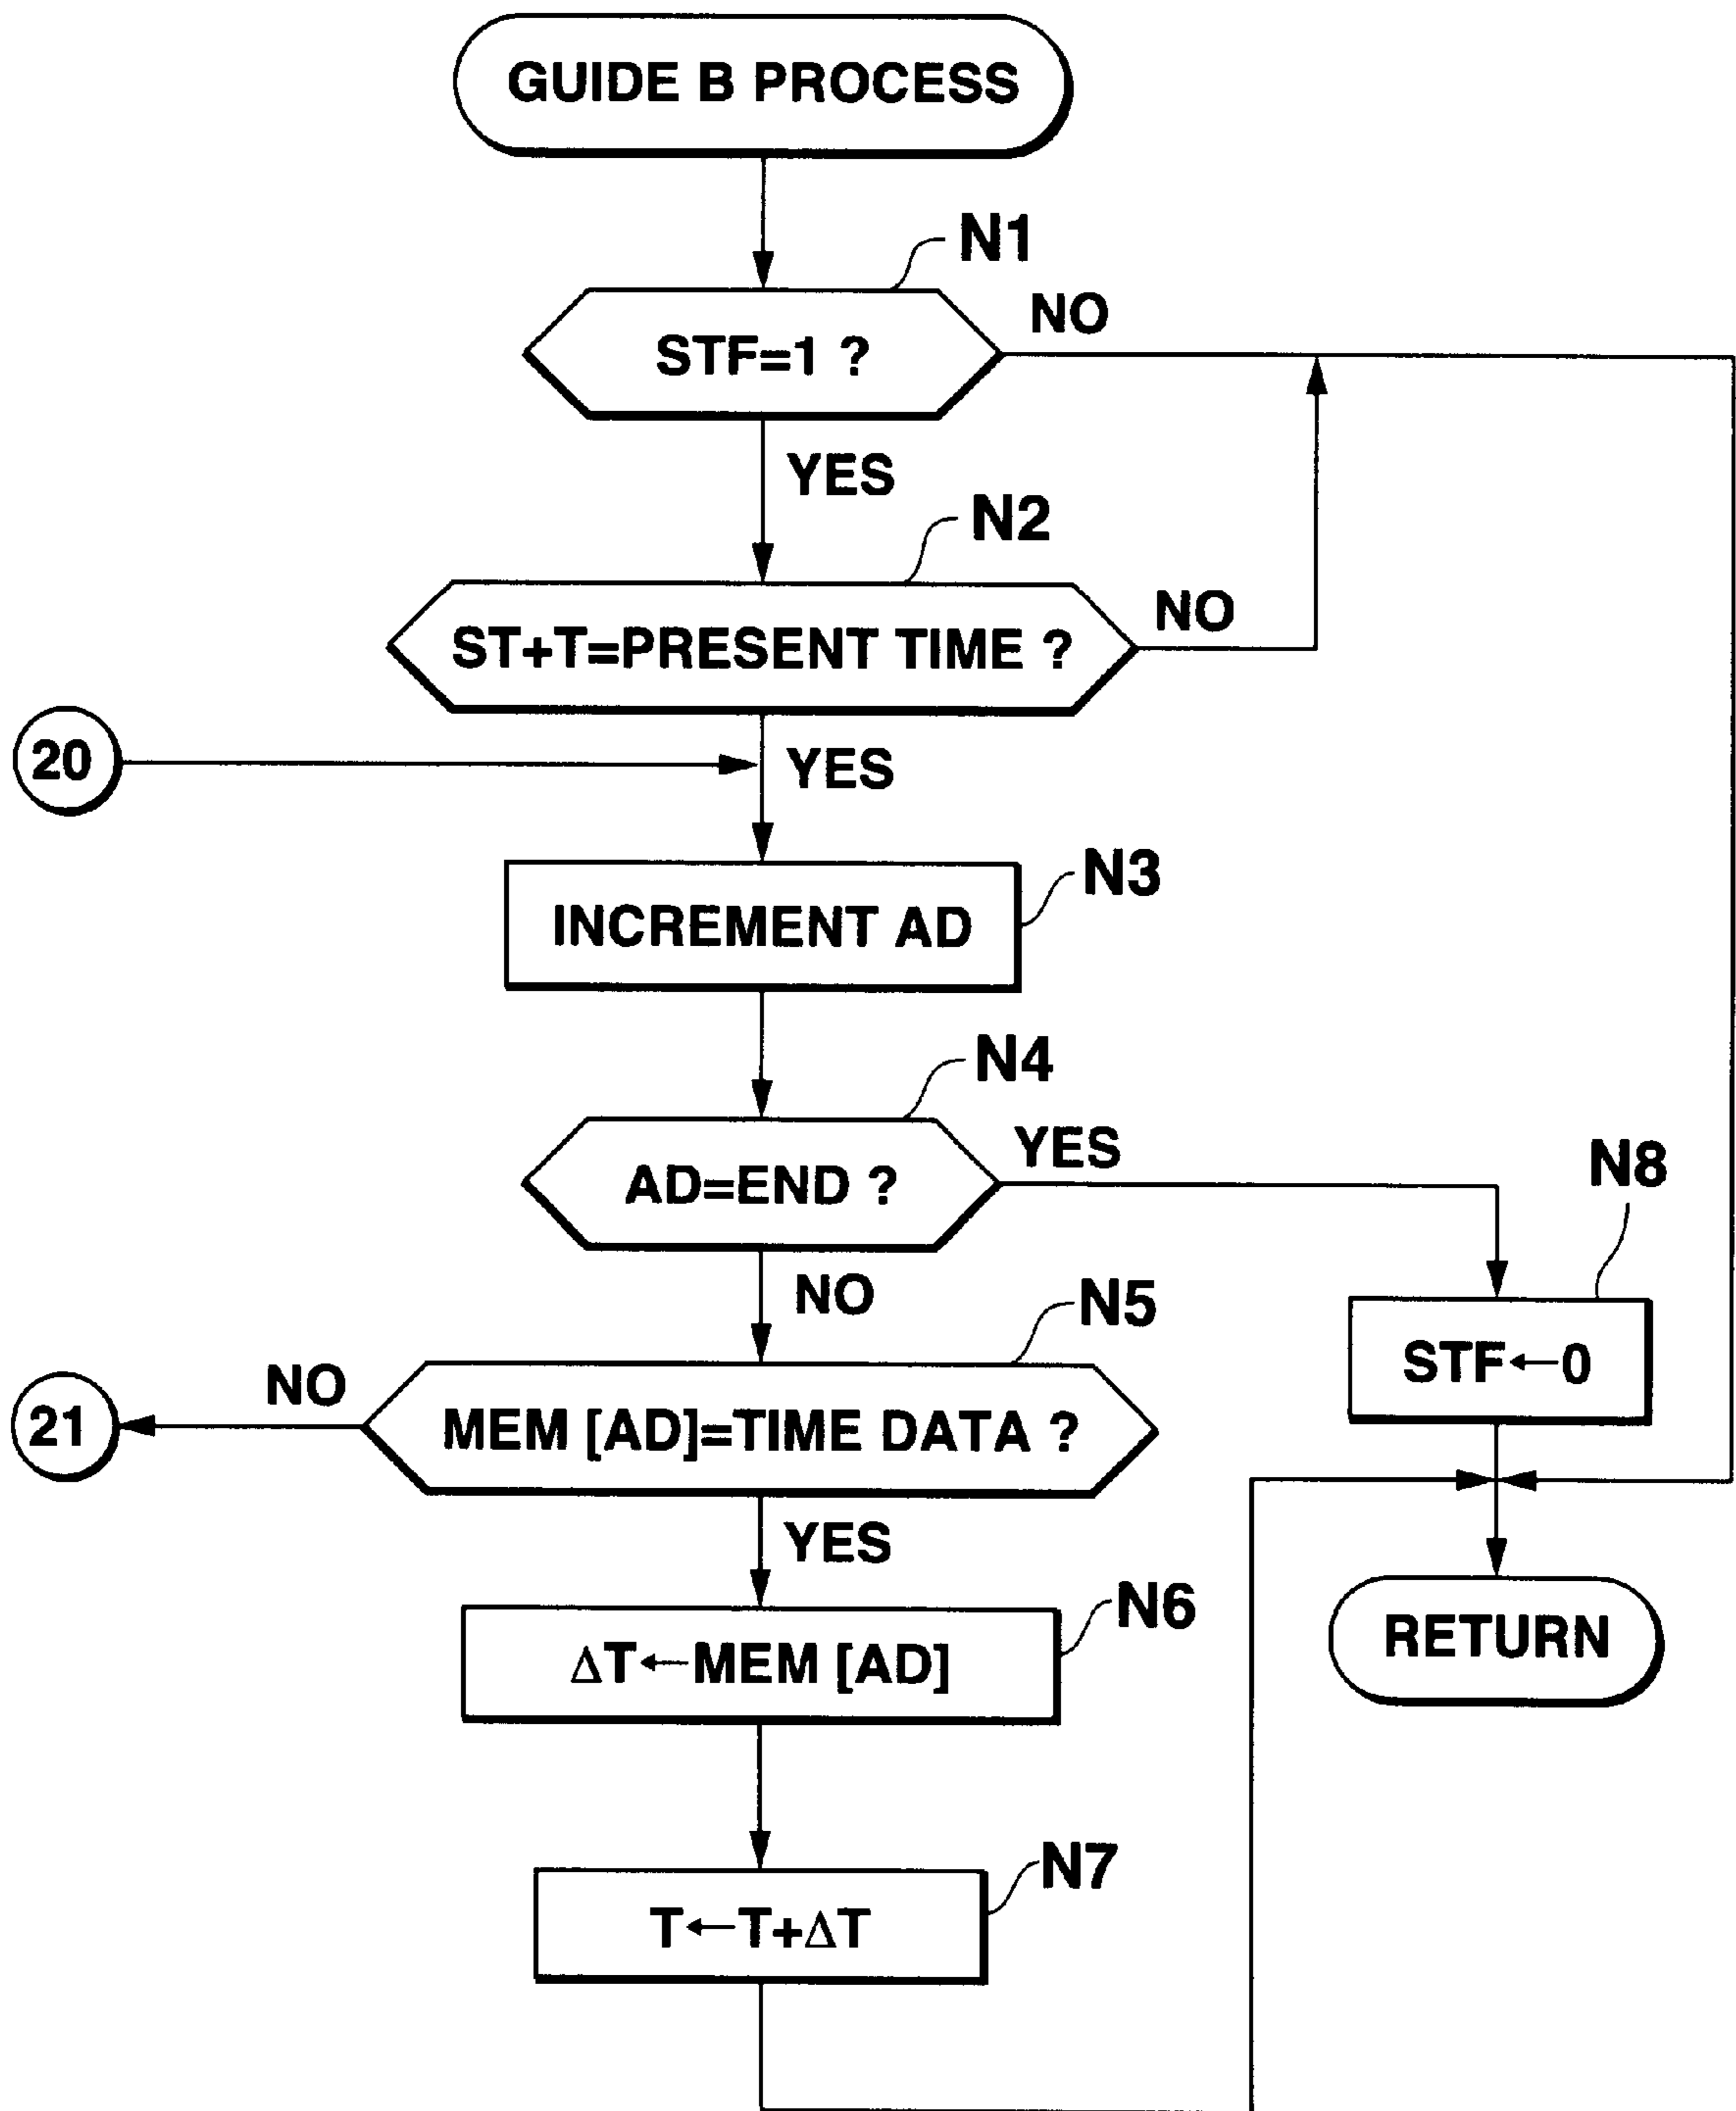 GUIDE B PROCESS
N1
STF=1 ?
NO
YES
N2
ST+T=PRESENT TIME ?
NO
20
YES
N3
INCREMENT AD
N4
AD=END ?
YES
N8
NO
N5
STF←0
21
NO
MEM [AD]=TIME DATA ?
YES
N6
ΔT←MEM [AD]
RETURN
N7
T←T+ΔT